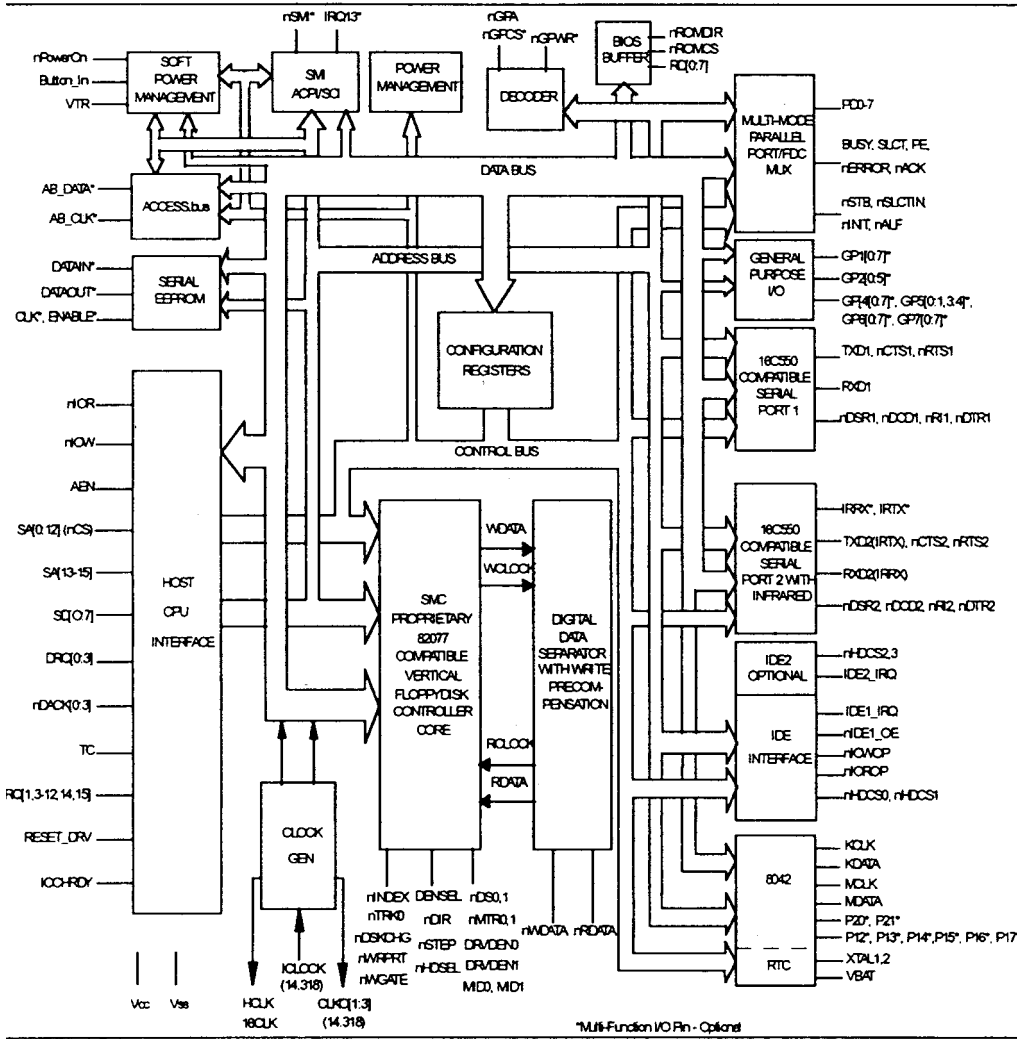 nSMI* IRQ13*
nGPA
nGPCS* nGPWR*
BIOS
BUFFER
nROMDIR
nROMCS
RD[0:7]
nPowerOn
Button_In
VTR
SOFT
POWER
MANAGEMENT
SMI
ACPI/SCI
POWER
MANAGEMENT
DECODER
MULTI-MODE
PARALLEL
PORT/FDC
MUX
PD0-7
BUSY, SLCT, PE,
nERROR, nACK
nSTB, nSLCTIN,
nINIT, nALF
DATA BUS
AB_DATA*
AB_CLK*
ACCESS.bus
ADDRESS BUS
DATAIN*
DATAOUT*
CLK*, ENABLE*
SERIAL
EEPROM
GENERAL
PURPOSE
I/O
GP1[0:7]*
GP2[0:5]*
GP[4[0:7]*, GP5[0:1,3:4]*,
GP6[0:7]*, GP7[0:7]*
CONFIGURATION
REGISTERS
16C550
COMPATIBLE
SERIAL
PORT 1
TXD1, nCTS1, nRTS1
RXD1
nDSR1, nDCD1, nRI1, nDTR1
CONTROL BUS
nIOR
nIOW
AEN
SA[0:12] (nCS)
SA[13-15]
SD[O:7]
DRQ[0:3]
nDACK[0:3]
TC
IRQ[1,3-12,14,15]
RESET_DRV
IOCHRDY
HOST
CPU
INTERFACE
SMC
PROPRIETARY
82077
COMPATIBLE
VERTICAL
FLOPPYDISK
CONTROLLER
CORE
WDATA
WCLOCK
RCLOCK
RDATA
DIGITAL
DATA
SEPARATOR
WITH WRITE
PRECOM-
PENSATION
16C550
COMPATIBLE
SERIAL
PORT 2 WITH
INFRARED
IRRX*, IRTX*
TXD2(IRTX), nCTS2, nRTS2
RXD2(IRRX)
nDSR2, nDCD2, nRI2, nDTR2
IDE2
OPTIONAL
nHDCS2,3
IDE2_IRQ
IDE
INTERFACE
IDE1_IRQ
nIDE1_OE
nIOWOP
nIOROP
nHDCS0, nHDCS1
CLOCK
GEN
8042
RTC
KCLK
KDATA
MCLK
MDATA
P20*, P21*
P12*, P13*, P14*,P15*, P16*, P17*
XTAL1,2
VBAT
nINDEX DENSEL nDS0,1
nTRK0 nDIR nMTR0,1
nDSKCHG nSTEP DRVDEN0
nWRPRT nHDSEL DRVDEN1
nWGATE MID0, MID1
nWDATA nRDATA
Vcc Vss
HCLK
16CLK
ICLOCK
(14.318)
CLKO[1:3]
(14.318)
*Multi-Function I/O Pin - Optional